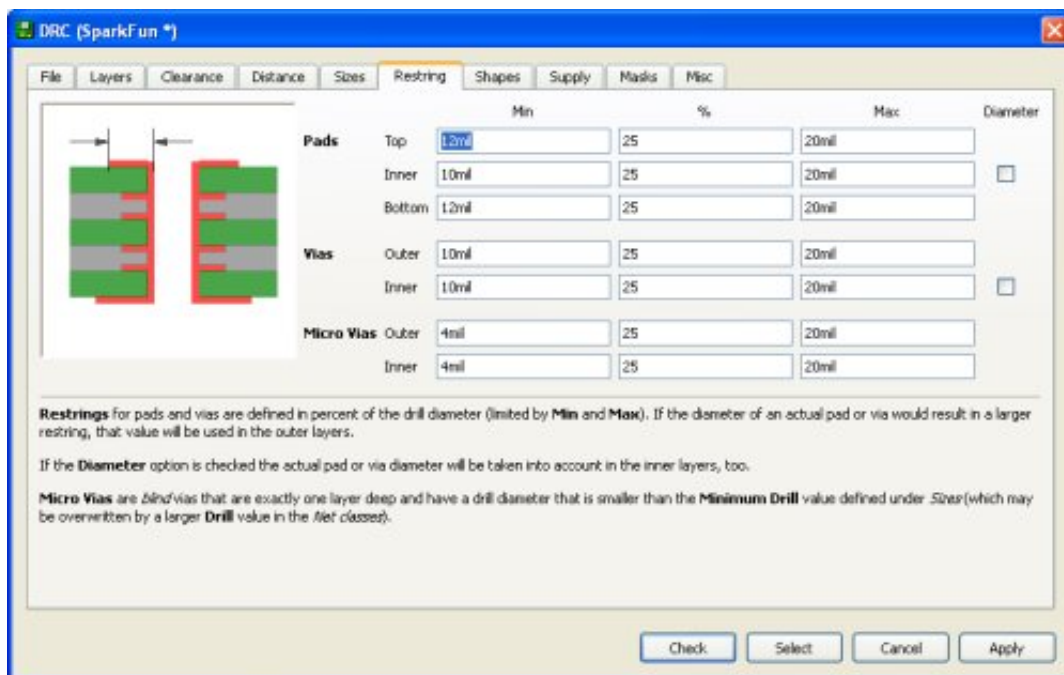 DRC (SparkFun *)
File Layers Clearance Distance Sizes Restring Shapes Supply Masks Misc
Min % Max Diameter
Pads Top 12mil 25 20mil
Inner 10mil 25 20mil
Bottom 12mil 25 20mil
Vias Outer 10mil 25 20mil
Inner 10mil 25 20mil
Micro Vias Outer 4mil 25 20mil
Inner 4mil 25 20mil
Restrings for pads and vias are defined in percent of the drill diameter (limited by Min and Max). If the diameter of an actual pad or via would result in a larger
restring, that value will be used in the outer layers.
If the Diameter option is checked the actual pad or via diameter will be taken into account in the inner layers, too.
Micro Vias are blind vias that are exactly one layer deep and have a drill diameter that is smaller than the Minimum Drill value defined under Sizes (which may
be overwritten by a larger Drill value in the Net classes).
Check Select Cancel Apply